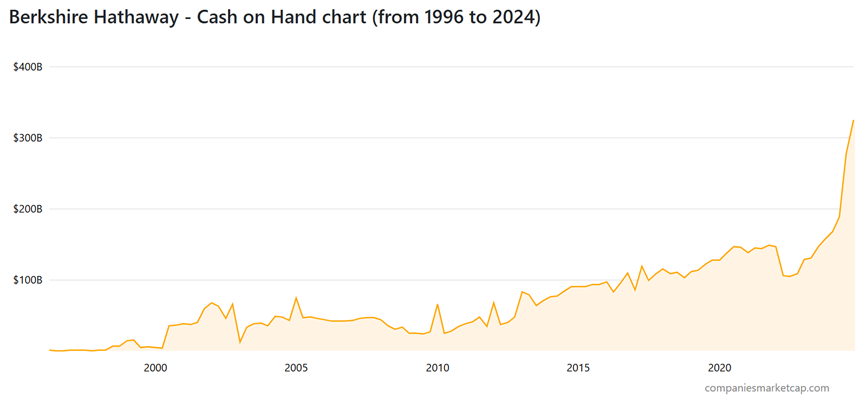 Berkshire Hathaway - Cash on Hand chart (from 1996 to 2024)
$400B
$300B
$200B
$100B
2000 2005 2010 2015 2020
companiesmarketcap.com